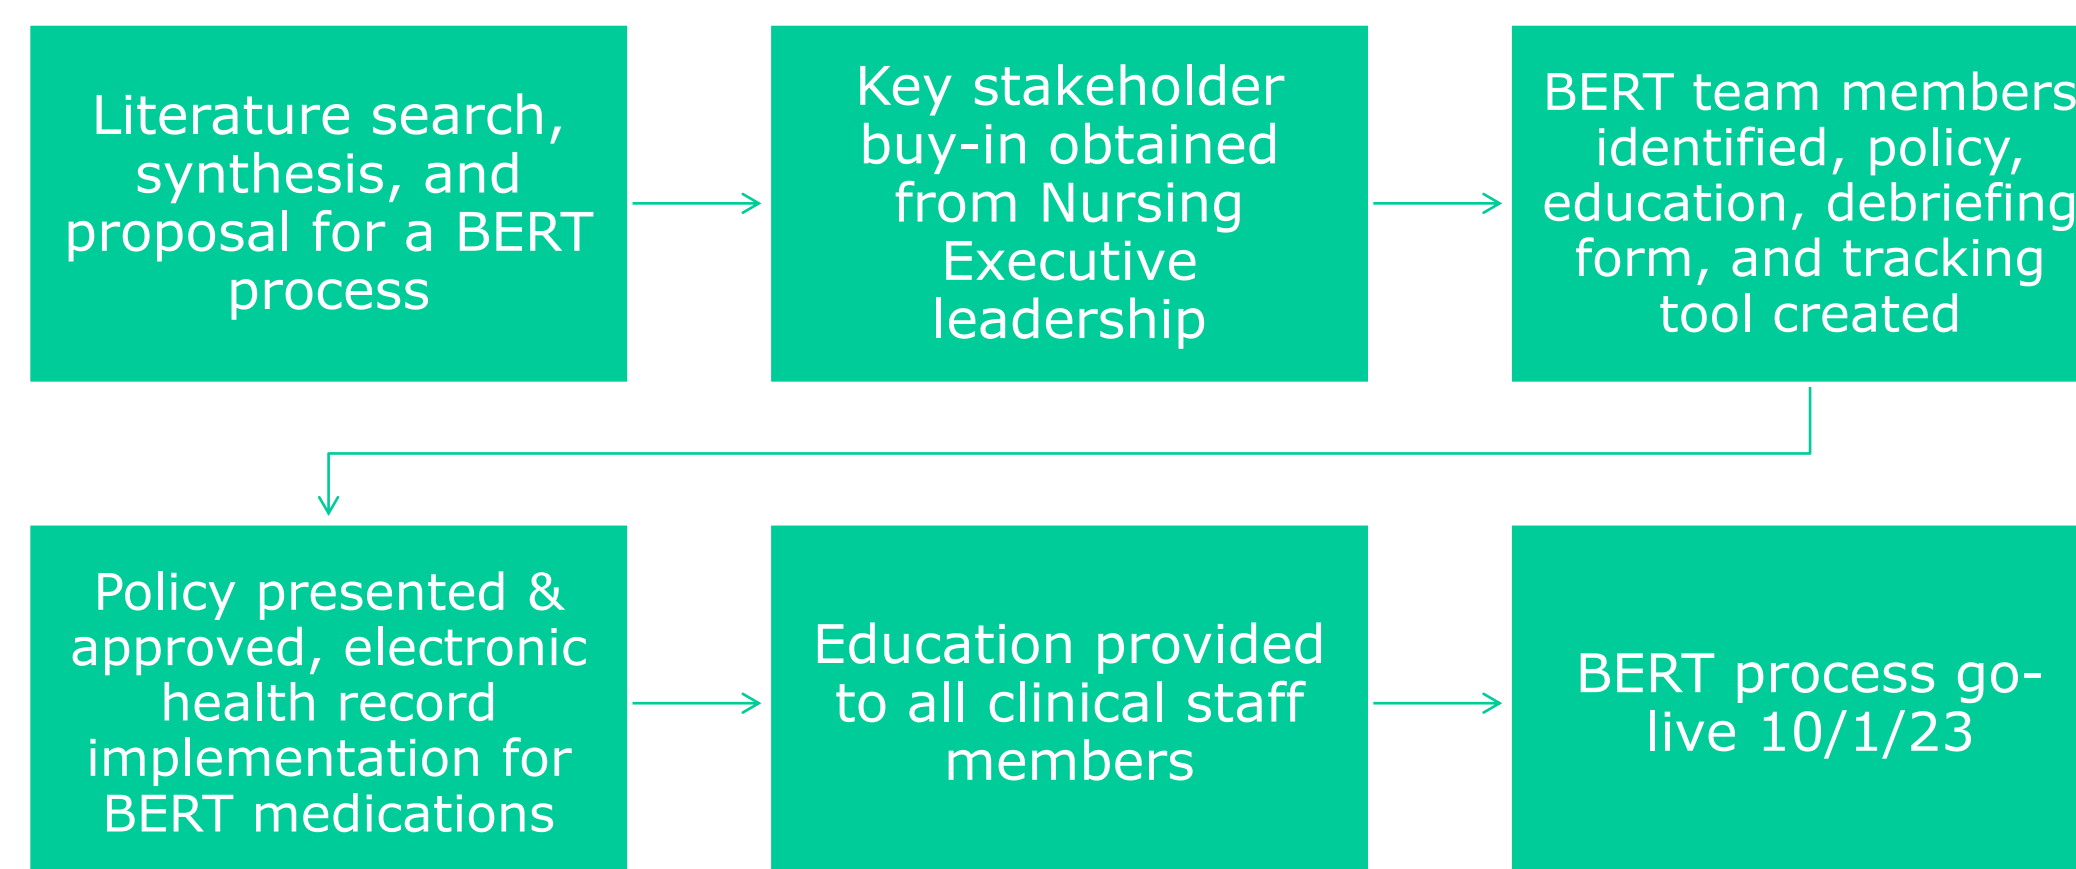 Literature search,
synthesis, and
proposal for a BERT
process
Key stakeholder
buy-in obtained
from Nursing
Executive
leadership
BERT team members
identified, policy,
education, debriefing
form, and tracking
tool created
Policy presented &
approved, electronic
health record
implementation for
BERT medications
Education provided
to all clinical staff
members
BERT process go-
live 10/1/23